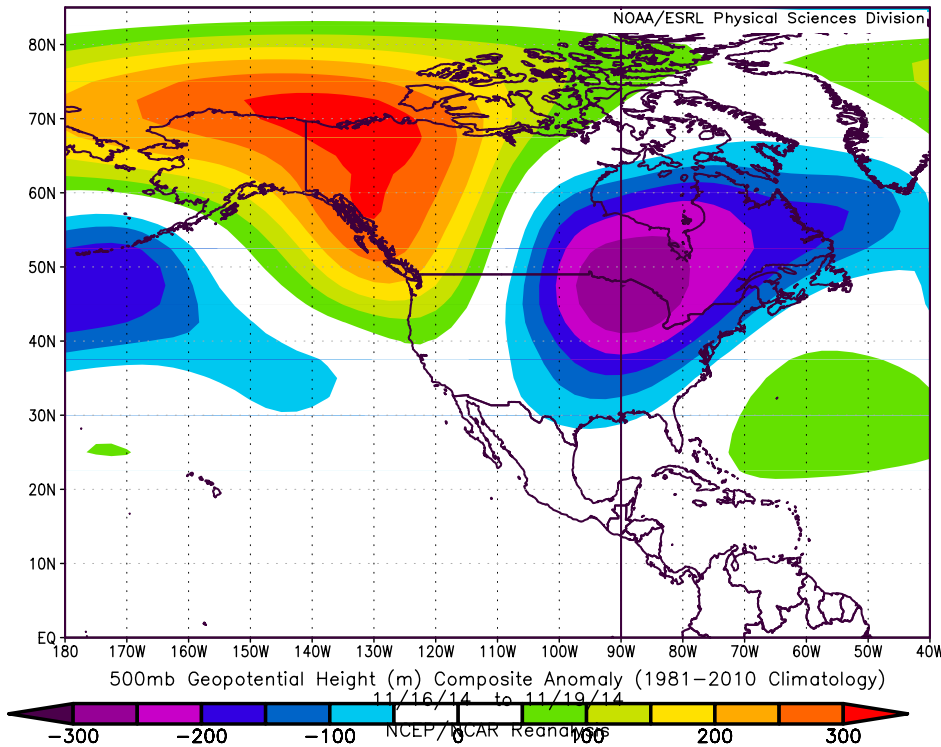 NOAA/ESRL Physical Sciences Division
80N
70N
60N
50N
40N
30N
20N
10N
EQ
180 170W 160W 150W 140W 130W 120W 110W 100W 90W 80W 70W 60W 50W 40W
500mb Geopotential Height (m) Composite Anomaly (1981-2010 Climatology)
11/16/14 to 11/19/14
NCEP/NCAR Reanalysis
-300 -200 -100 0 100 200 300